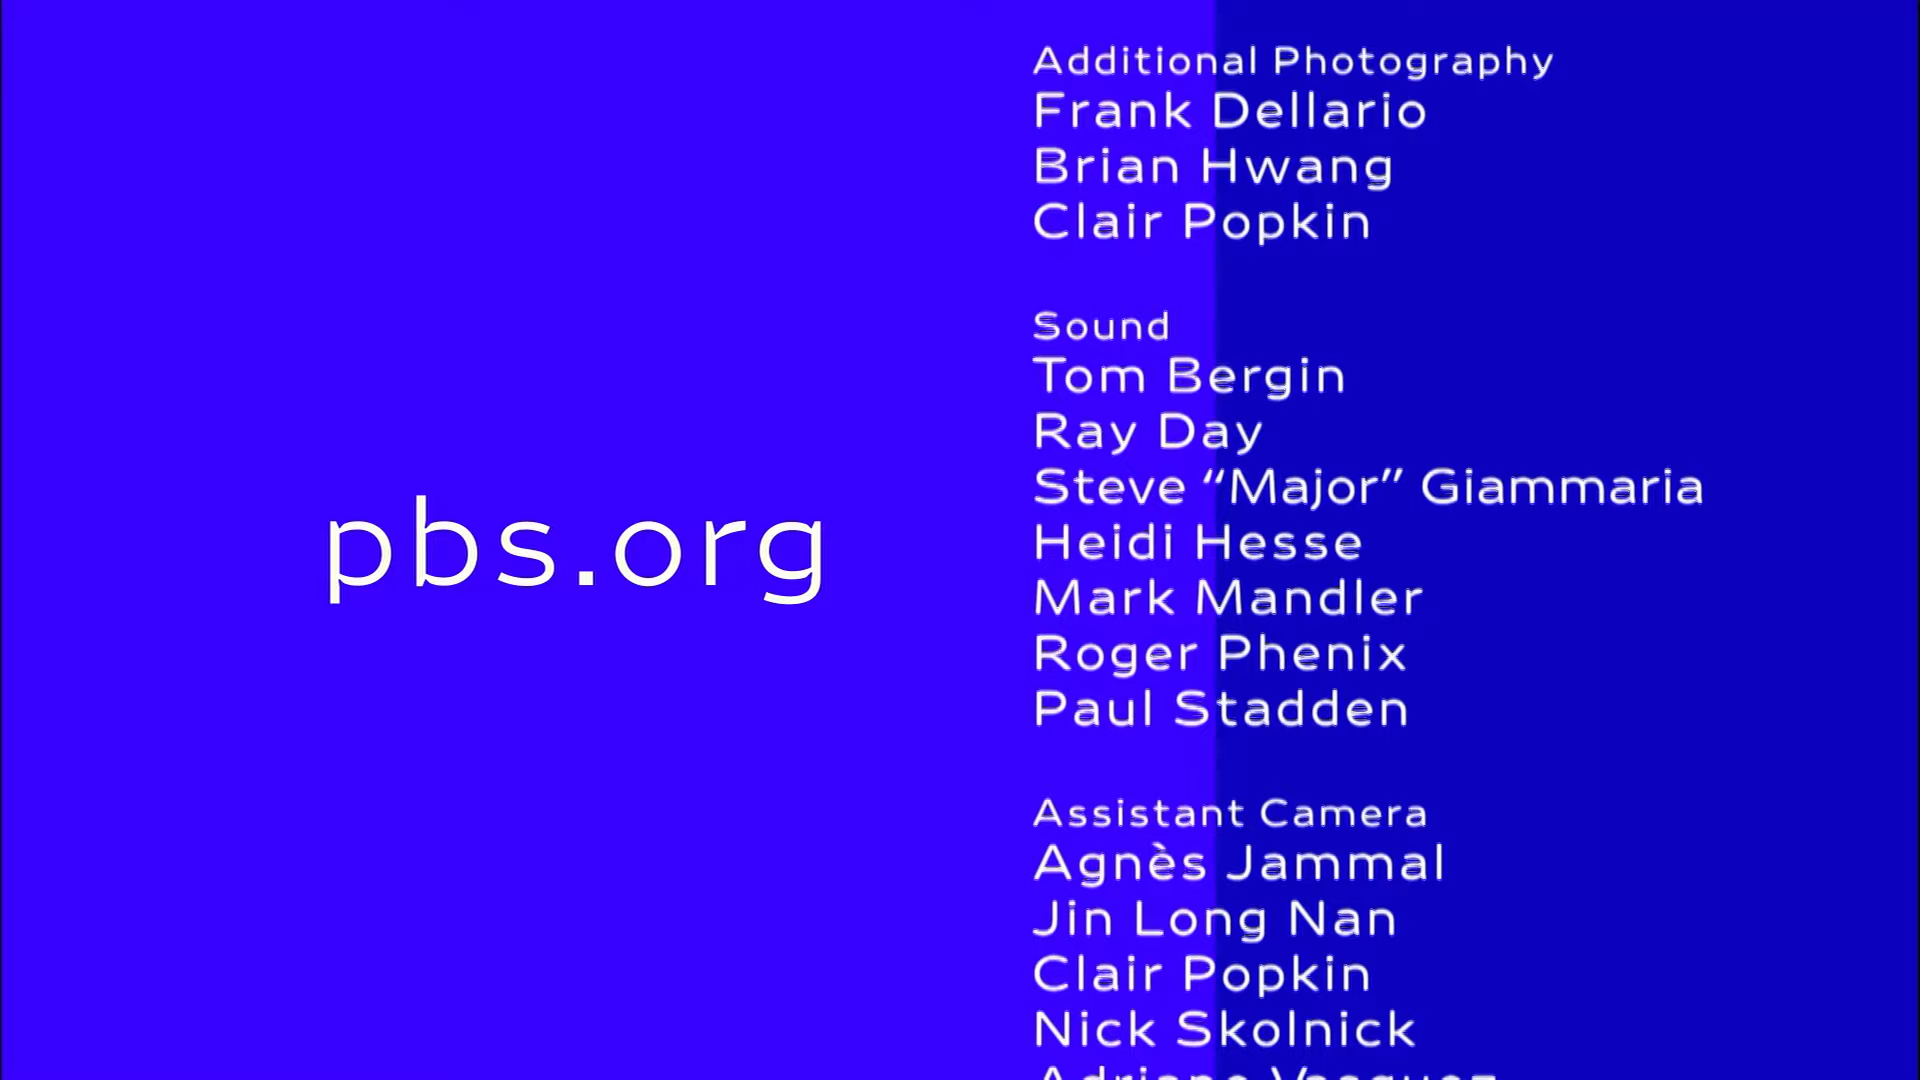 pbs.org
Additional Photography
Frank Dellario
Brian Hwang
Clair Popkin
Sound
Tom Bergin
Ray Day
Steve “Major” Giammaria
Heidi Hesse
Mark Mandler
Roger Phenix
Paul Stadden
Assistant Camera
Agnès Jammal
Jin Long Nan
Clair Popkin
Nick Skolnick